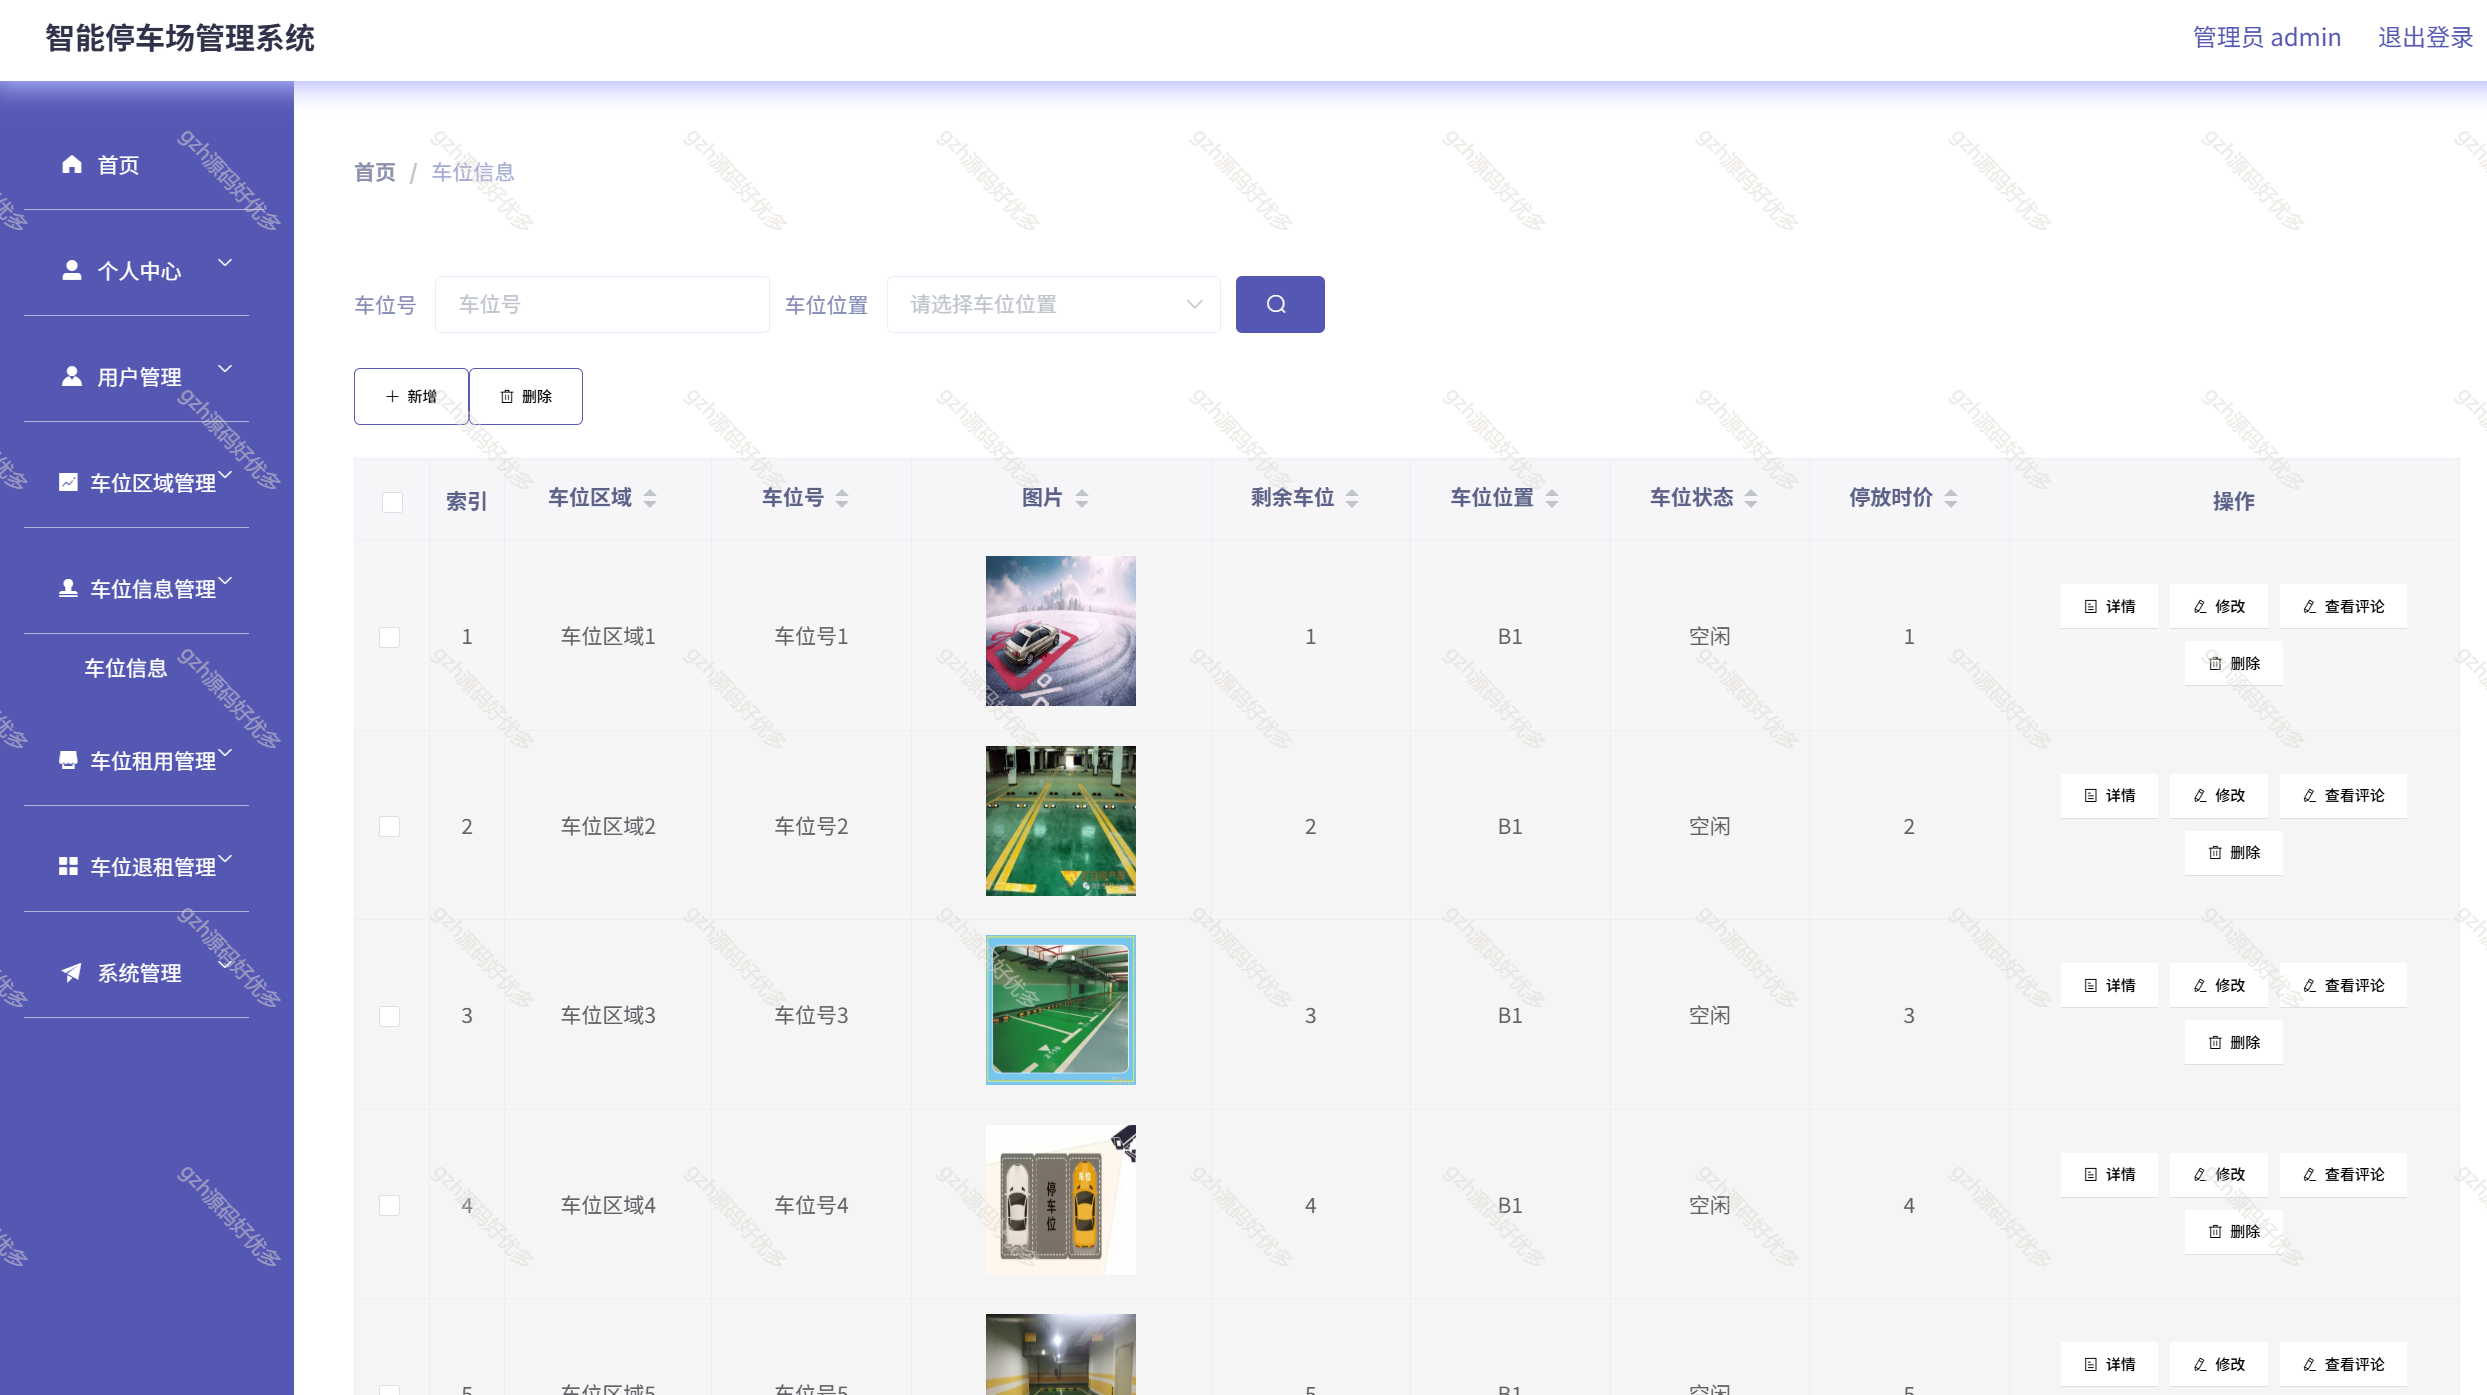 智能停车场管理系统
管理员 admin 退出登录
首页
个人中心
用户管理
车位区域管理
车位信息管理
车位信息
车位租用管理
车位退租管理
系统管理
首页 / 车位信息
车位号 车位号 车位位置 请选择车位位置
新增 删除
索引 车位区域 车位号 图片 剩余车位 车位位置 车位状态 停放时价 操作
1 车位区域1 车位号1 1 B1 空闲 1 详情 修改 查看评论
删除
2 车位区域2 车位号2 2 B1 空闲 2 详情 修改 查看评论
删除
3 车位区域3 车位号3 3 B1 空闲 3 详情 修改 查看评论
删除
4 车位区域4 车位号4 停车位 4 B1 空闲 4 详情 修改 查看评论
删除
5 车位区域5 车位号5 5 B1 空闲 5 详情 修改 查看评论
gzh源码好优多